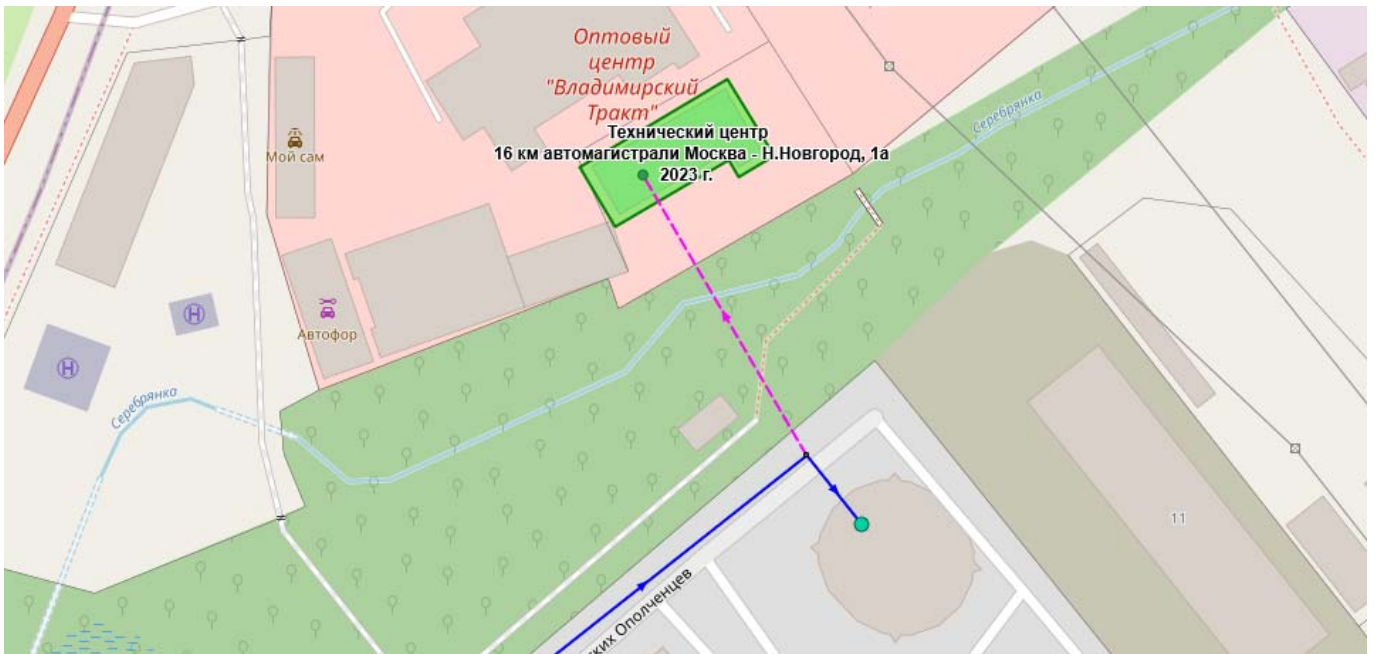 Оптовый
центр
"Владимирский
Тракт"
Технический центр
16 км автомагистрали Москва - Н.Новгород, 1а
2023 г.
Мой сам
Серебрянка
Автофор
H
H
Серебрянка
11
ких Ополченцев